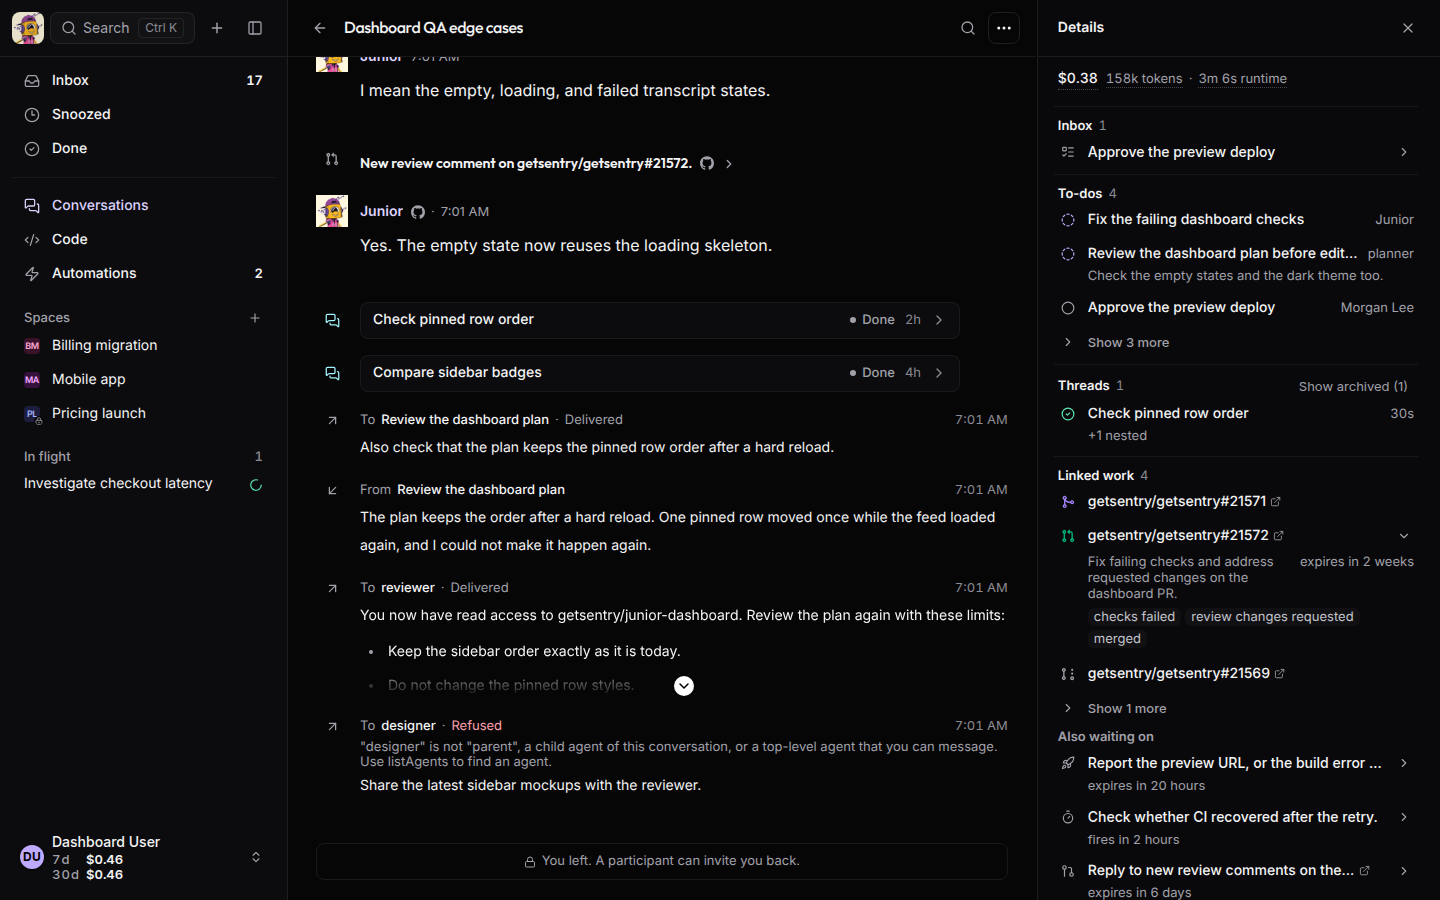 Search Ctrl K
Inbox 17
Snoozed
Done
Conversations
Code
Automations 2
Spaces
BM Billing migration
MA Mobile app
PL Pricing launch
In flight 1
Investigate checkout latency
DU Dashboard User
7d $0.46
30d $0.46
Dashboard QA edge cases
Junior 7:01 AM
I mean the empty, loading, and failed transcript states.
New review comment on getsentry/getsentry#21572.
Junior · 7:01 AM
Yes. The empty state now reuses the loading skeleton.
Check pinned row order Done 2h
Compare sidebar badges Done 4h
To Review the dashboard plan · Delivered 7:01 AM
Also check that the plan keeps the pinned row order after a hard reload.
From Review the dashboard plan 7:01 AM
The plan keeps the order after a hard reload. One pinned row moved once while the feed loaded
again, and I could not make it happen again.
To reviewer · Delivered 7:01 AM
You now have read access to getsentry/junior-dashboard. Review the plan again with these limits:
• Keep the sidebar order exactly as it is today.
• Do not change the pinned row styles.
To designer · Refused 7:01 AM
"designer" is not "parent", a child agent of this conversation, or a top-level agent that you can message.
Use listAgents to find an agent.
Share the latest sidebar mockups with the reviewer.
You left. A participant can invite you back.
Details
$0.38 158k tokens · 3m 6s runtime
Inbox 1
Approve the preview deploy
To-dos 4
Fix the failing dashboard checks Junior
Review the dashboard plan before edit... planner
Check the empty states and the dark theme too.
Approve the preview deploy Morgan Lee
Show 3 more
Threads 1 Show archived (1)
Check pinned row order 30s
+1 nested
Linked work 4
getsentry/getsentry#21571
getsentry/getsentry#21572
Fix failing checks and address expires in 2 weeks
requested changes on the
dashboard PR.
checks failed review changes requested
merged
getsentry/getsentry#21569
Show 1 more
Also waiting on
Report the preview URL, or the build error ...
expires in 20 hours
Check whether CI recovered after the retry.
fires in 2 hours
Reply to new review comments on the...
expires in 6 days